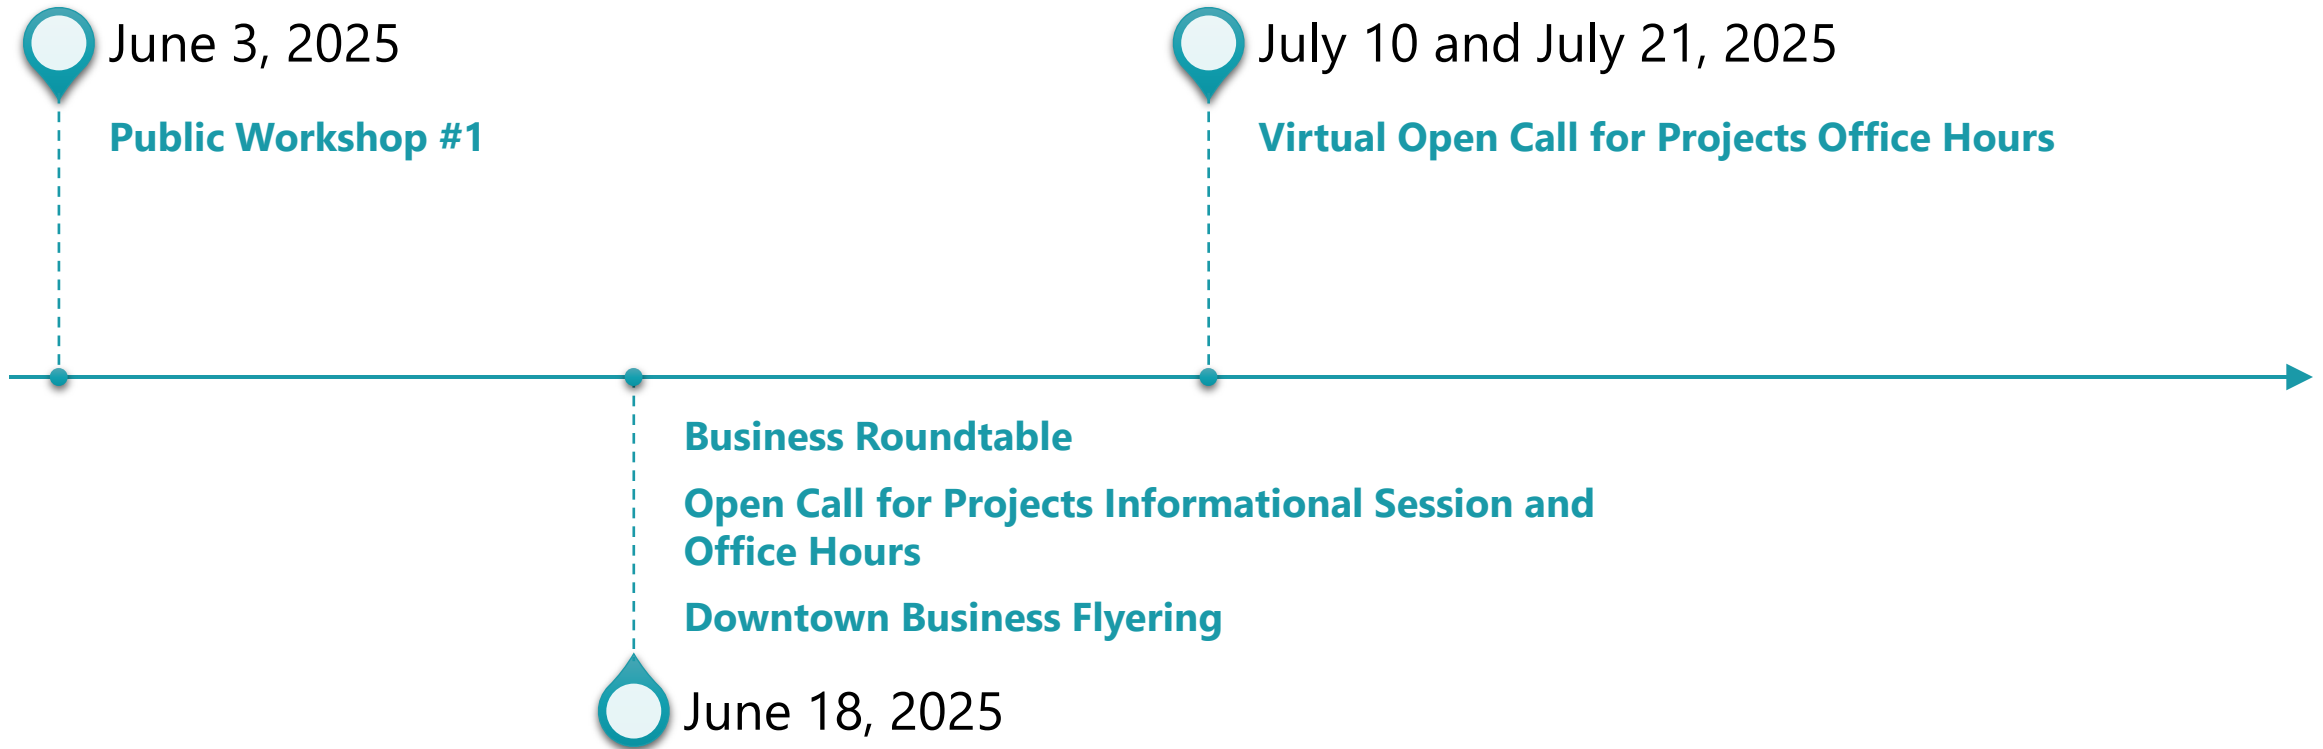 June 3, 2025
Public Workshop #1
July 10 and July 21, 2025
Virtual Open Call for Projects Office Hours
Business Roundtable
Open Call for Projects Informational Session and
Office Hours
Downtown Business Flyering
June 18, 2025